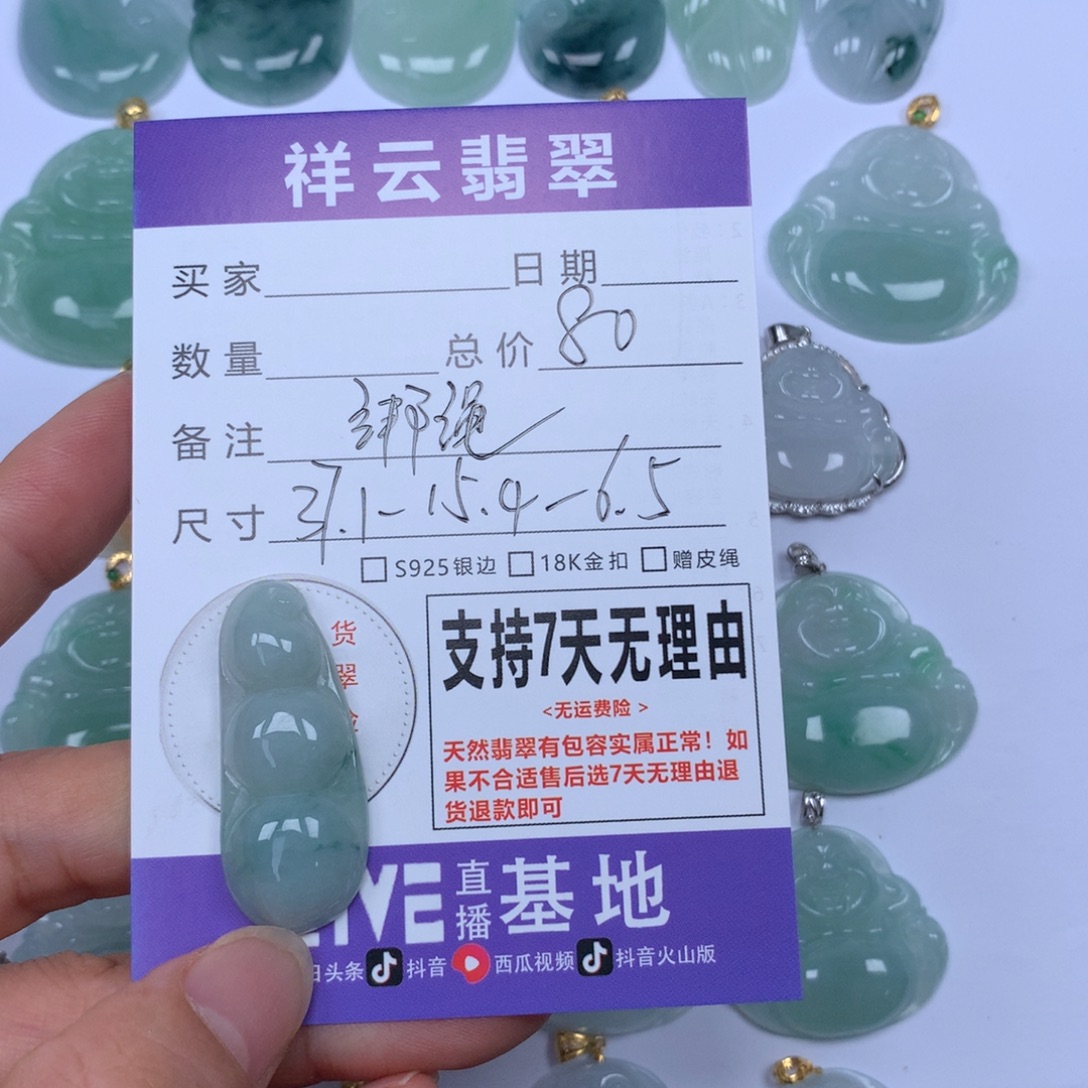 祥云翡翠
买家 日期
数量 总价 80
备注 绑绳
尺寸 37.1-15.4-6.5
S925银边 18K金扣 赠皮绳
货
翠
支持7天无理由
<无运费险>
天然翡翠有包容实属正常！如
果不合适售后选7天无理由退
货退款即可
直播基地
头条 抖音 西瓜视频 抖音火山版